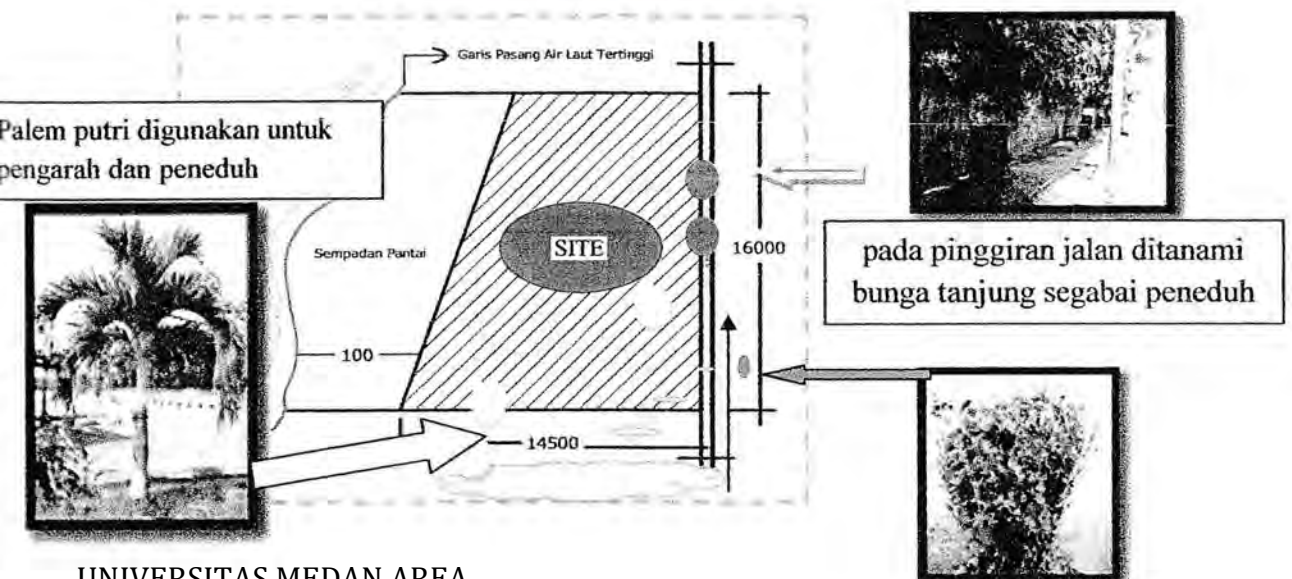 Garis Pasang Air Laut Tertinggi
Palem putri digunakan untuk
pengarah dan peneduh
Sempadan Pantai
SITE
16000
pada pinggiran jalan ditanami
bunga tanjung segabai peneduh
100
14500
UNIVERSITAS MEDAN AREA